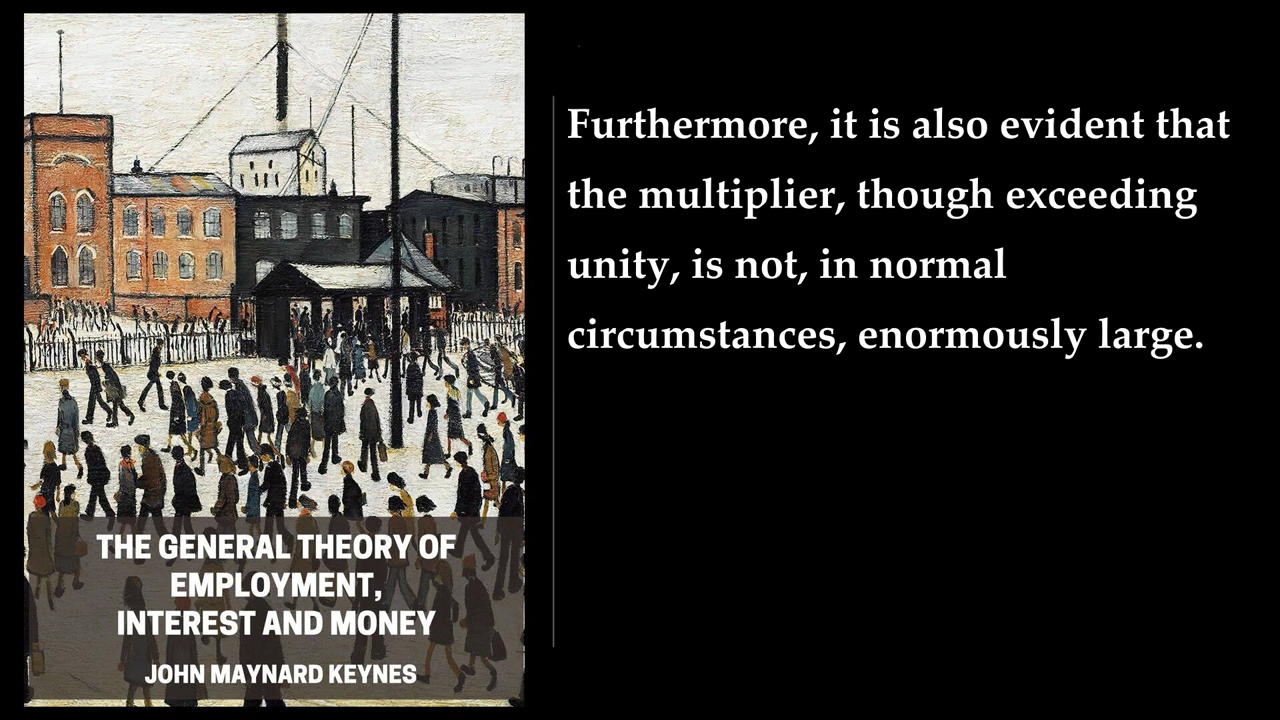 Furthermore, it is also evident that
the multiplier, though exceeding
unity, is not, in normal
circumstances, enormously large.
THE GENERAL THEORY OF
EMPLOYMENT,
INTEREST AND MONEY
JOHN MAYNARD KEYNES